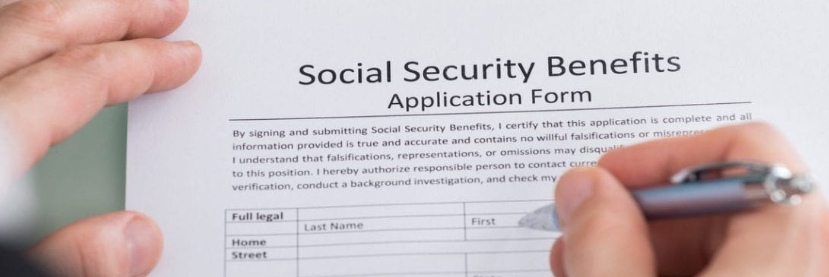 Social Security Benefits
Application Form
By signing and submitting Social Security Benefits, I certify that this application is complete and all
information provided is true and accurate and contains no willful falsifications or
I understand that falsifications, representations, or omissions may
to this position. I hereby authorize responsible person to contact
verification, conduct a background investigation, and check my
Full legal
Last Name First
Home
Street